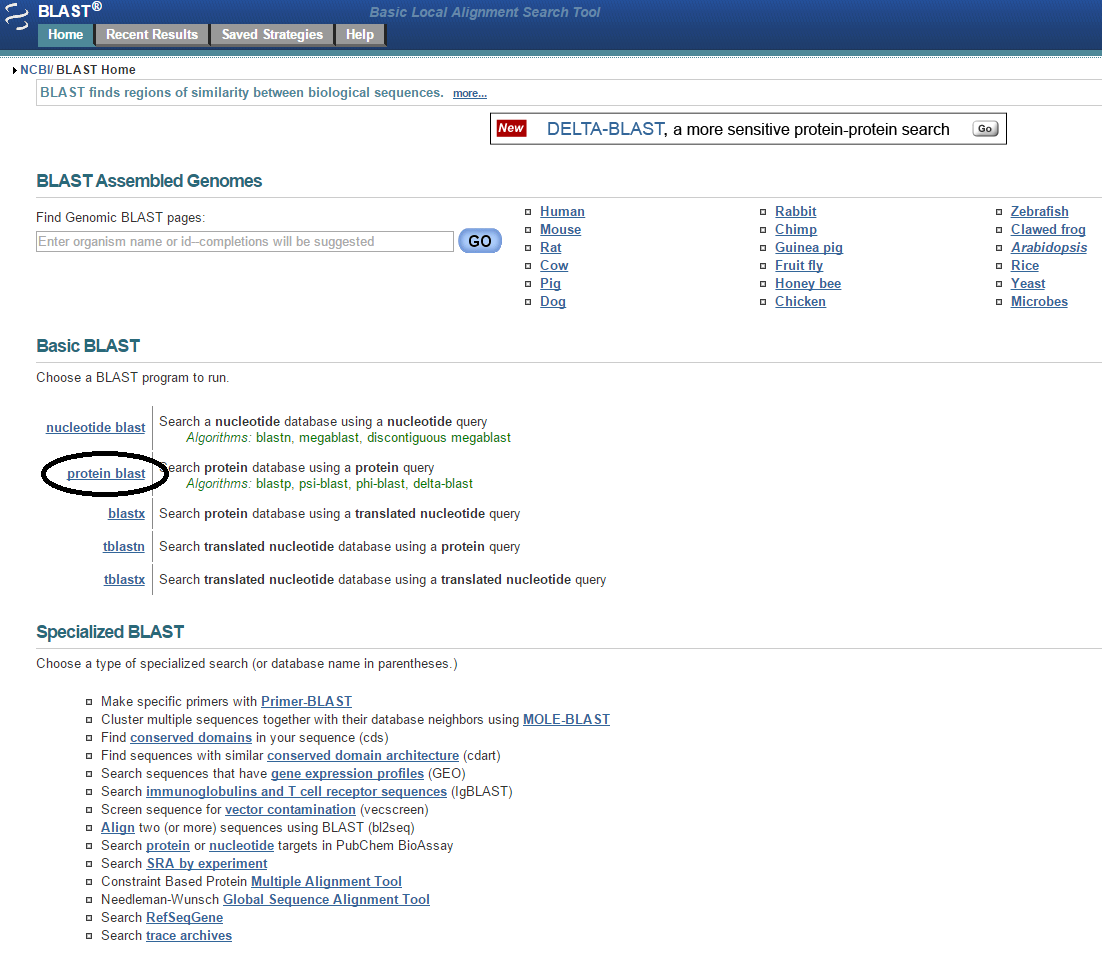 BLAST®
Basic Local Alignment Search Tool
Home Recent Results Saved Strategies Help
NCBI/ BLAST Home
BLAST finds regions of similarity between biological sequences. more...
New DELTA-BLAST, a more sensitive protein-protein search Go
BLAST Assembled Genomes
Find Genomic BLAST pages:
Enter organism name or id--completions will be suggested GO
Human
Mouse
Rat
Cow
Pig
Dog
Rabbit
Chimp
Guinea pig
Fruit fly
Honey bee
Chicken
Zebrafish
Clawed frog
Arabidopsis
Rice
Yeast
Microbes
Basic BLAST
Choose a BLAST program to run.
nucleotide blast
Search a nucleotide database using a nucleotide query
Algorithms: blastn, megablast, discontiguous megablast
protein blast
Search protein database using a protein query
Algorithms: blastp, psi-blast, phi-blast, delta-blast
blastx Search protein database using a translated nucleotide query
tblastn Search translated nucleotide database using a protein query
tblastx Search translated nucleotide database using a translated nucleotide query
Specialized BLAST
Choose a type of specialized search (or database name in parentheses.)
Make specific primers with Primer-BLAST
Cluster multiple sequences together with their database neighbors using MOLE-BLAST
Find conserved domains in your sequence (cds)
Find sequences with similar conserved domain architecture (cdart)
Search sequences that have gene expression profiles (GEO)
Search immunoglobulins and T cell receptor sequences (IgBLAST)
Screen sequence for vector contamination (vecscreen)
Align two (or more) sequences using BLAST (bl2seq)
Search protein or nucleotide targets in PubChem BioAssay
Search SRA by experiment
Constraint Based Protein Multiple Alignment Tool
Needleman-Wunsch Global Sequence Alignment Tool
Search RefSeqGene
Search trace archives